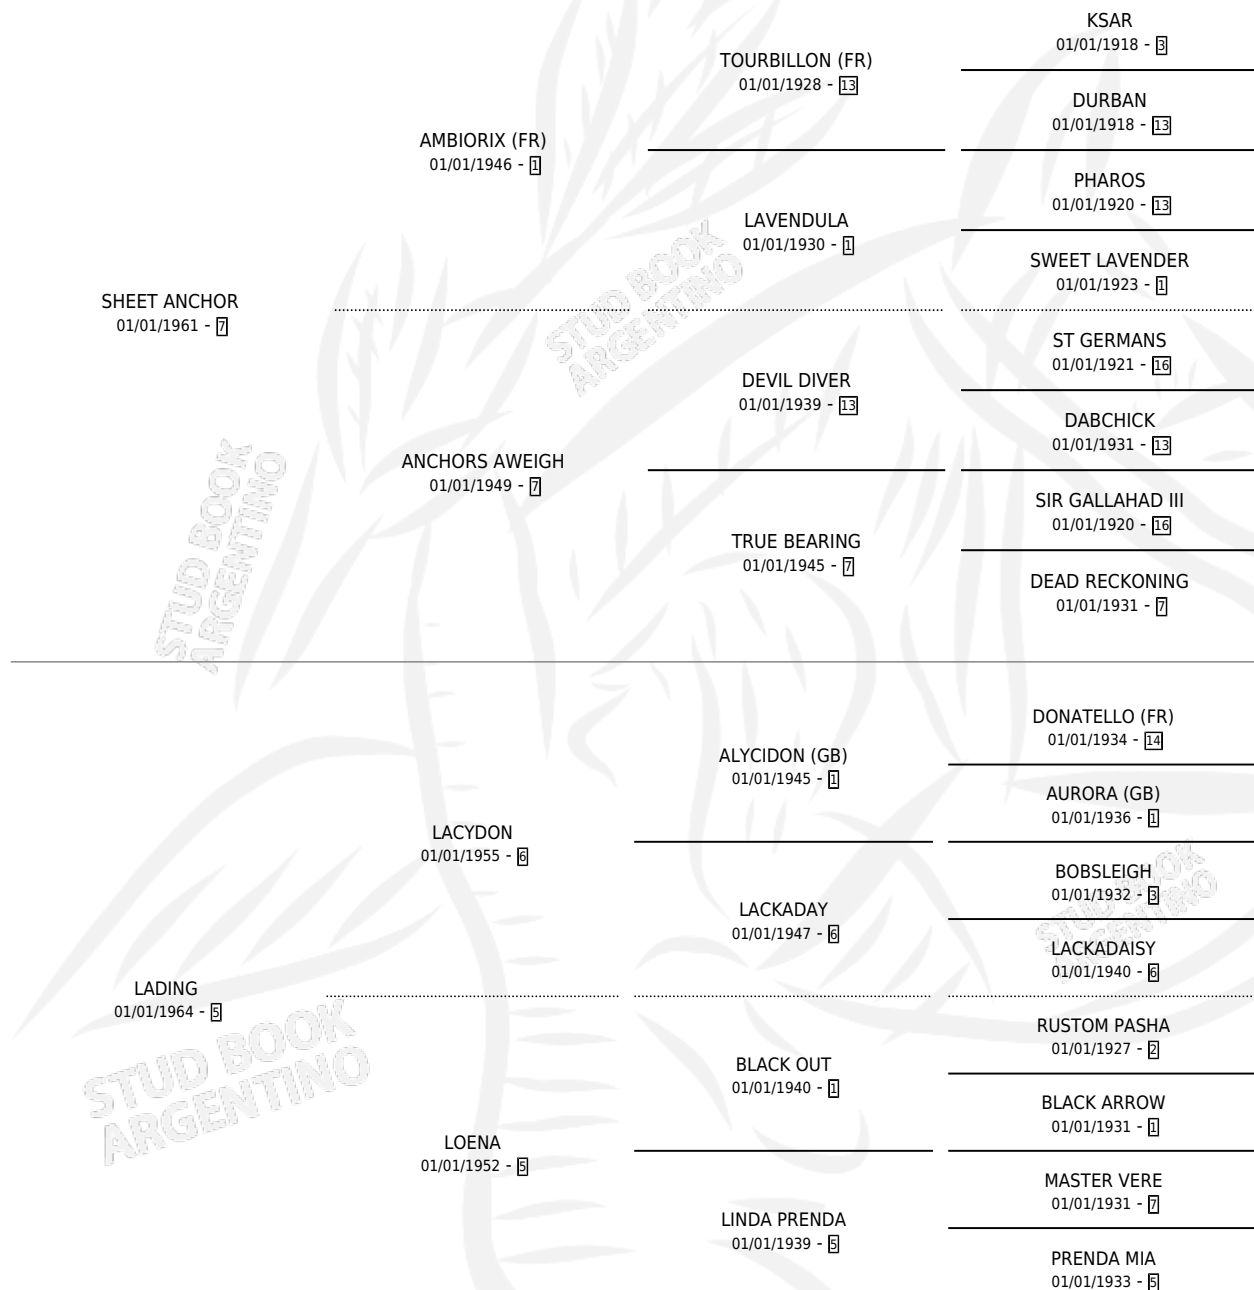 KSAR
01/01/1918 - 3
TOURBILLON (FR)
01/01/1928 - 13
DURBAN
01/01/1918 - 13
AMBIORIX (FR)
01/01/1946 - 1
PHAROS
01/01/1920 - 13
LAVENDULA
01/01/1930 - 1
SWEET LAVENDER
01/01/1923 - 1
STUD BOOK
ARGENTINO
SHEET ANCHOR
01/01/1961 - 7
ST GERMANS
01/01/1921 - 16
DEVIL DIVER
01/01/1939 - 13
DABCHICK
01/01/1931 - 13
ANCHORS AWEIGH
01/01/1949 - 7
SIR GALLAHAD III
01/01/1920 - 16
TRUE BEARING
01/01/1945 - 7
DEAD RECKONING
01/01/1931 - 7
STUD BOOK
ARGENTINO
DONATELLO (FR)
01/01/1934 - 14
ALYCIDON (GB)
01/01/1945 - 1
AURORA (GB)
01/01/1936 - 1
LACYDON
01/01/1955 - 6
BOBSLEIGH
01/01/1932 - 3
LACKADAY
01/01/1947 - 6
STUD BOOK
ARGENTINO
LACKADAISY
01/01/1940 - 6
LADING
01/01/1964 - 5
RUSTOM PASHA
01/01/1927 - 2
BLACK OUT
01/01/1940 - 1
STUD BOOK
ARGENTINO
BLACK ARROW
01/01/1931 - 1
LOENA
01/01/1952 - 5
MASTER VERE
01/01/1931 - 7
LINDA PRENDA
01/01/1939 - 5
PRENDA MIA
01/01/1933 - 5